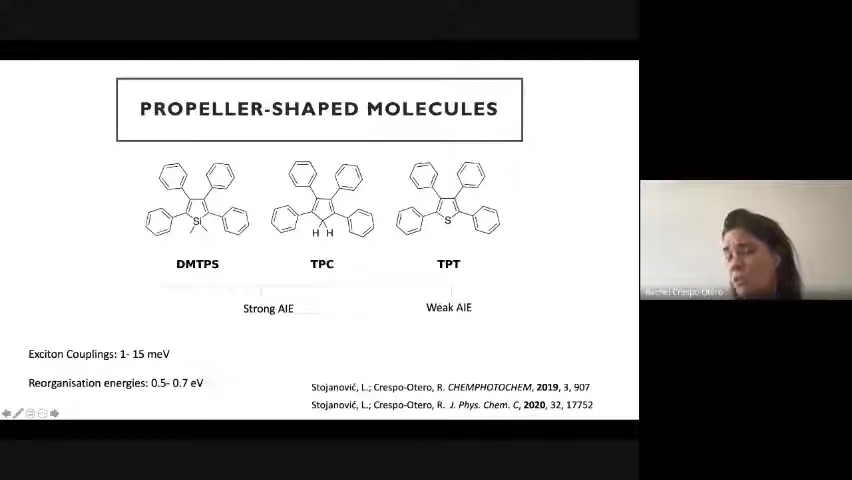 PROPELLER-SHAPED MOLECULES
Si
H H
S
DMTPS
TPC
TPT
Strong AIE
Weak AIE
Exciton Couplings: 1- 15 meV
Reorganisation energies: 0.5- 0.7 eV
Stojanović, L.; Crespo-Otero, R. CHEMPHOTOCHEM, 2019, 3, 907
Stojanović, L.; Crespo-Otero, R. J. Phys. Chem. C, 2020, 32, 17752
Rachel Crespo-Otero